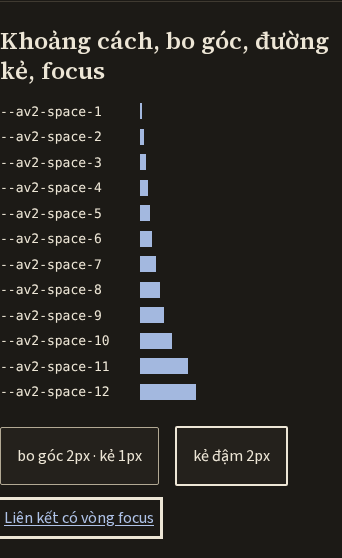 Khoảng cách, bo góc, đường
kẻ, focus
--av2-space-1
--av2-space-2
--av2-space-3
--av2-space-4
--av2-space-5
--av2-space-6
--av2-space-7
--av2-space-8
--av2-space-9
--av2-space-10
--av2-space-11
--av2-space-12
bo góc 2px · kẻ 1px
kẻ đậm 2px
Liên kết có vòng focus